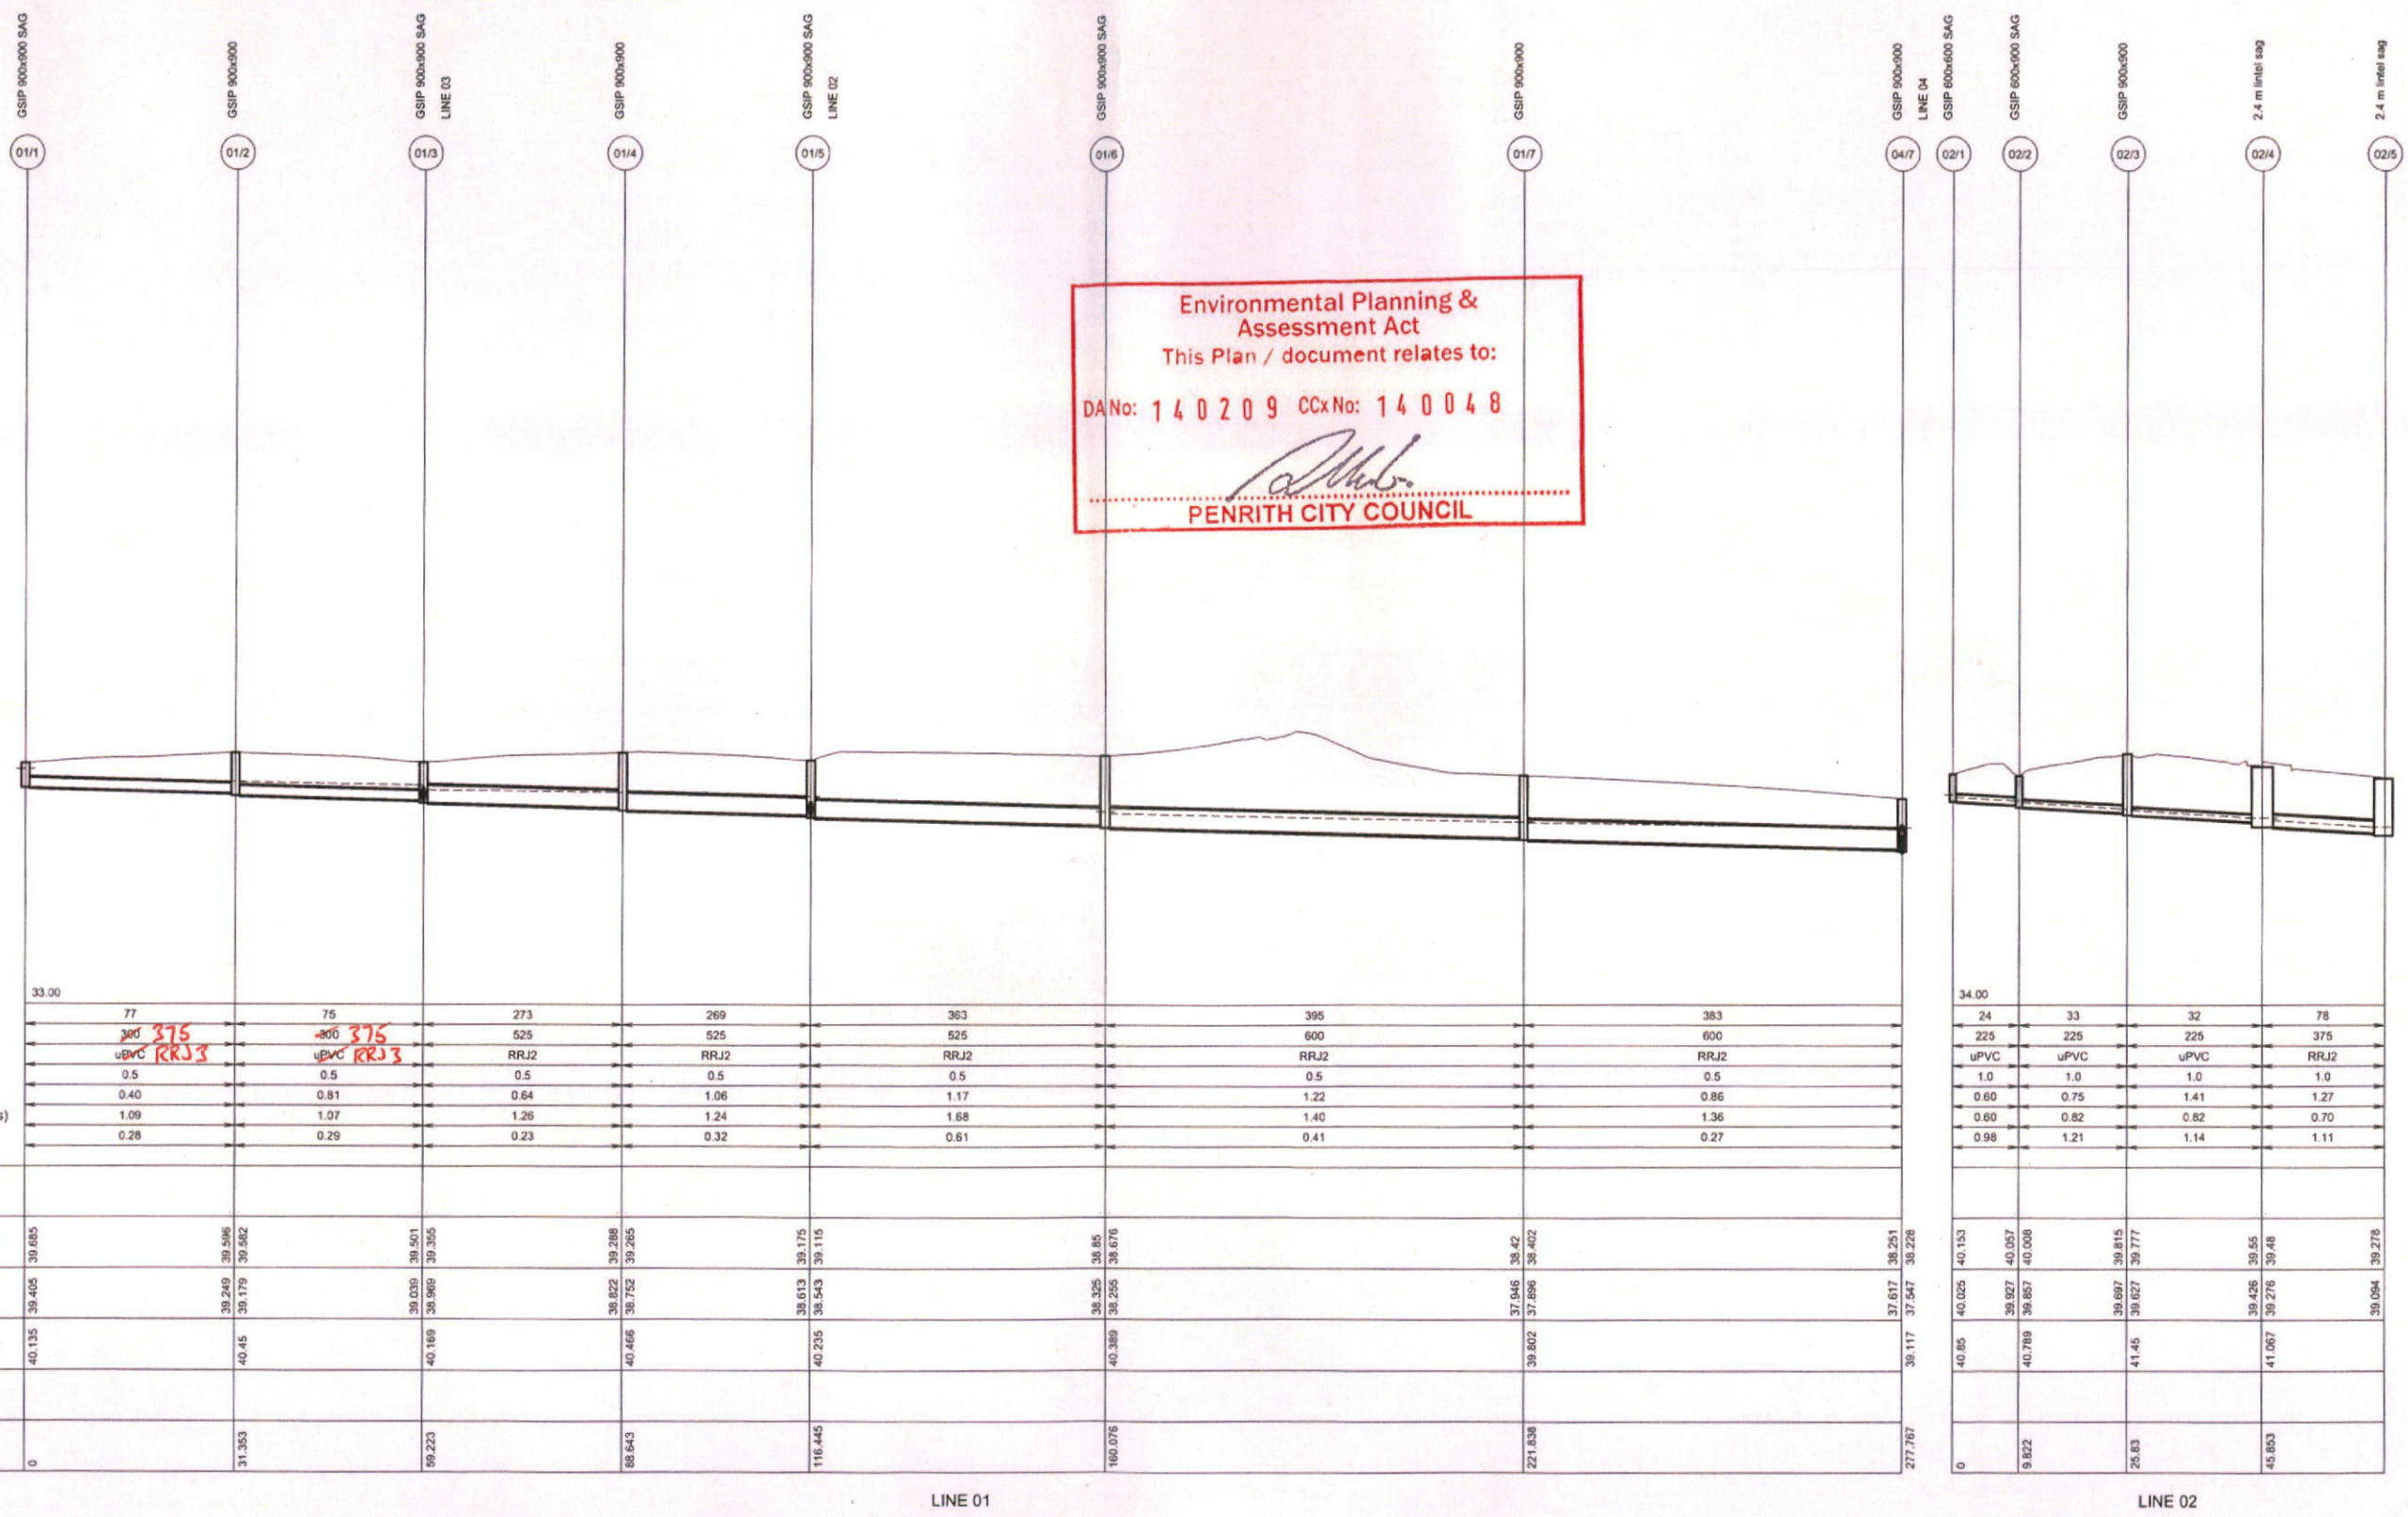 GSIP 900x900 SAG
GSIP 900x900
GSIP 900x900 SAG
LINE 03
GSIP 900x900
GSIP 900x900 SAG
LINE 02
GSIP 900x900 SAG
GSIP 900x900
GSIP 900x900
LINE 04
GSIP 600x600 SAG
GSIP 600x900 SAG
GSIP 900x900
2.4 m lintel sag
2.4 m lintel sag
01/1 01/2 01/3 01/4 01/5 01/6 01/7 04/7 02/1 02/2 02/3 02/4 02/5
Environmental Planning &
Assessment Act
This Plan / document relates to:
DA No: 140209 CCx No: 140048
PENRITH CITY COUNCIL
33.00 34.00
77 75 273 269 363 395 383 24 33 32 78
300 375 300 375 525 525 525 600 600 225 225 225 375
uPVC RRJ3 uPVC RRJ3 RRJ2 RRJ2 RRJ2 RRJ2 RRJ2 uPVC uPVC uPVC RRJ2
0.5 0.5 0.5 0.5 0.5 0.5 0.5 1.0 1.0 1.0 1.0
0.40 0.81 0.64 1.06 1.17 1.22 0.86 0.60 0.75 1.41 1.27
s) 1.09 1.07 1.26 1.24 1.68 1.40 1.36 0.60 0.82 0.82 0.70
0.28 0.29 0.23 0.32 0.61 0.41 0.27 0.98 1.21 1.14 1.11
39.685 39.596 39.582 39.501 39.355 39.288 39.265 39.175 39.115 38.85 38.676 38.42 38.402 38.251 38.228 40.153 40.057 40.008 39.815 39.777 39.55 39.48 39.278
39.405 39.249 39.179 39.039 38.969 38.822 38.752 38.613 38.543 38.325 38.255 37.946 37.896 37.617 37.547 40.025 39.927 39.857 39.697 39.627 39.426 39.276 39.094
40.135 40.45 40.169 40.466 40.235 40.389 39.802 39.117 40.85 40.789 41.45 41.067
0 31.353 59.223 88.643 116.445 160.076 221.838 277.767 0 9.822 25.83 45.853
LINE 01 LINE 02